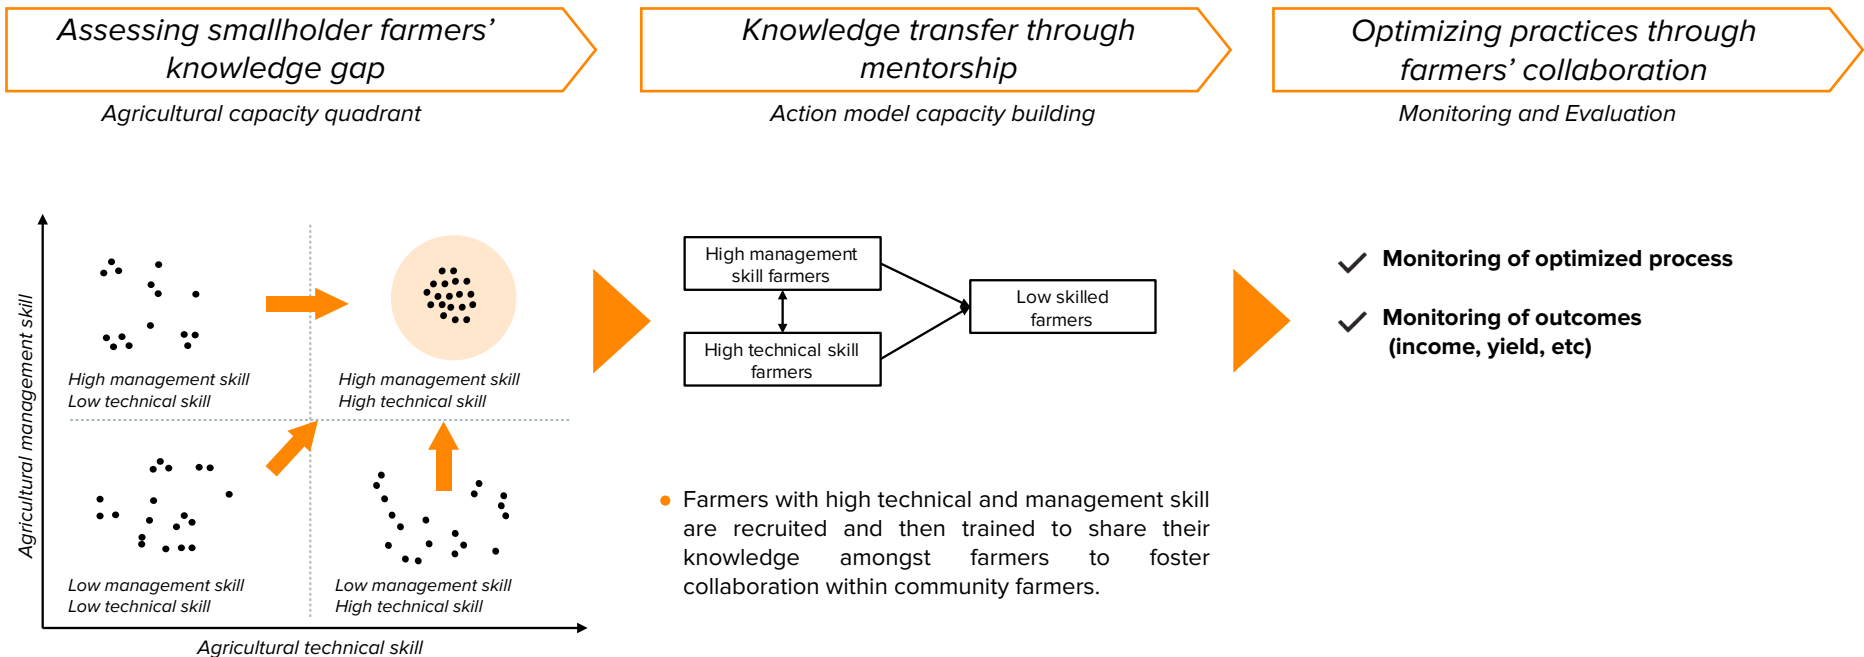 Assessing smallholder farmers’
knowledge gap
Agricultural capacity quadrant
Knowledge transfer through
mentorship
Action model capacity building
Optimizing practices through
farmers’ collaboration
Monitoring and Evaluation
Agricultural management skill
High management skill
Low technical skill
High management skill
High technical skill
Low management skill
Low technical skill
Low management skill
High technical skill
Agricultural technical skill
High management
skill farmers
High technical skill
farmers
Low skilled
farmers
Farmers with high technical and management skill
are recruited and then trained to share their
knowledge amongst farmers to foster
collaboration within community farmers.
Monitoring of optimized process
Monitoring of outcomes
(income, yield, etc)